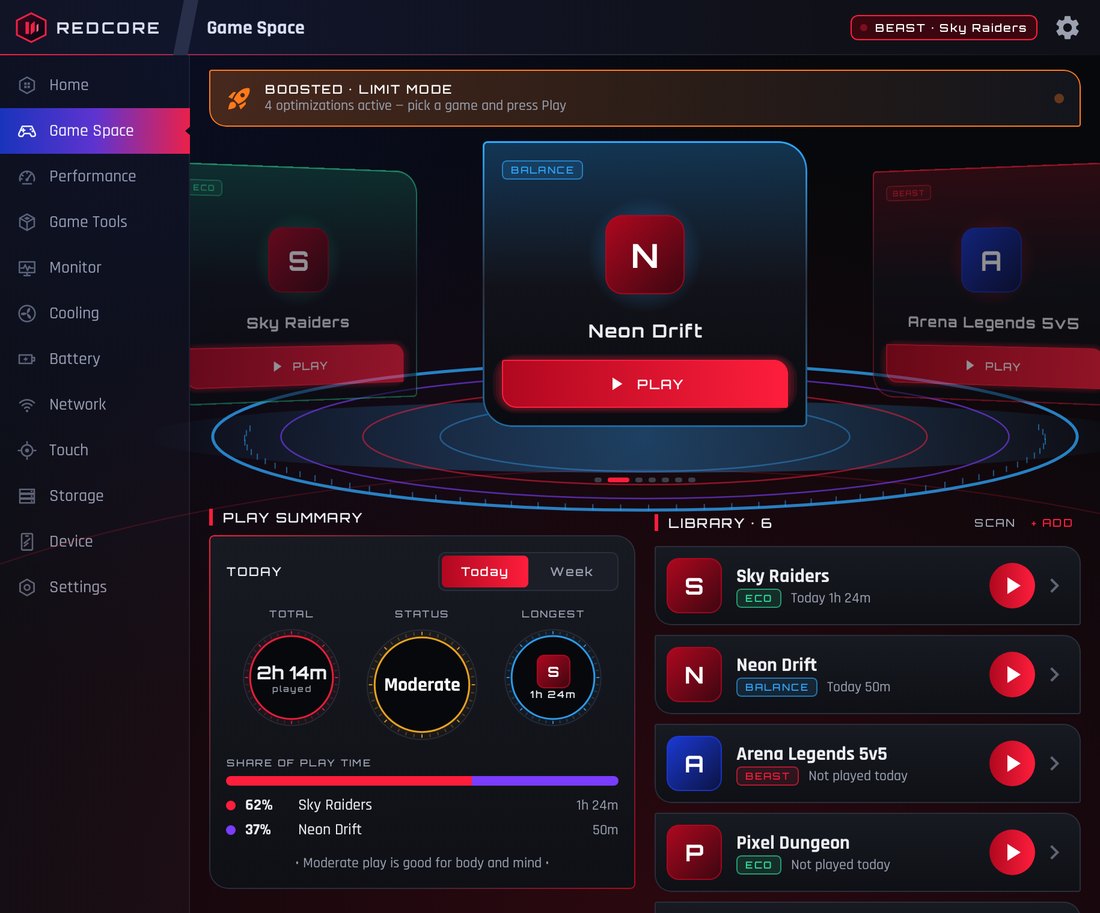 REDCORE
Game Space
BEAST · Sky Raiders
Home
Game Space
Performance
Game Tools
Monitor
Cooling
Battery
Network
Touch
Storage
Device
Settings
BOOSTED · LIMIT MODE
4 optimizations active – pick a game and press Play
ECO
S
Sky Raiders
PLAY
BALANCE
N
Neon Drift
PLAY
BEAST
A
Arena Legends 5v5
PLAY
PLAY SUMMARY
TODAY
Today
Week
TOTAL
STATUS
LONGEST
2h 14m
played
Moderate
S
1h 24m
SHARE OF PLAY TIME
62% Sky Raiders 1h 24m
37% Neon Drift 50m
· Moderate play is good for body and mind ·
LIBRARY · 6
SCAN
+ ADD
S
Sky Raiders
ECO Today 1h 24m
N
Neon Drift
BALANCE Today 50m
A
Arena Legends 5v5
BEAST Not played today
P
Pixel Dungeon
ECO Not played today